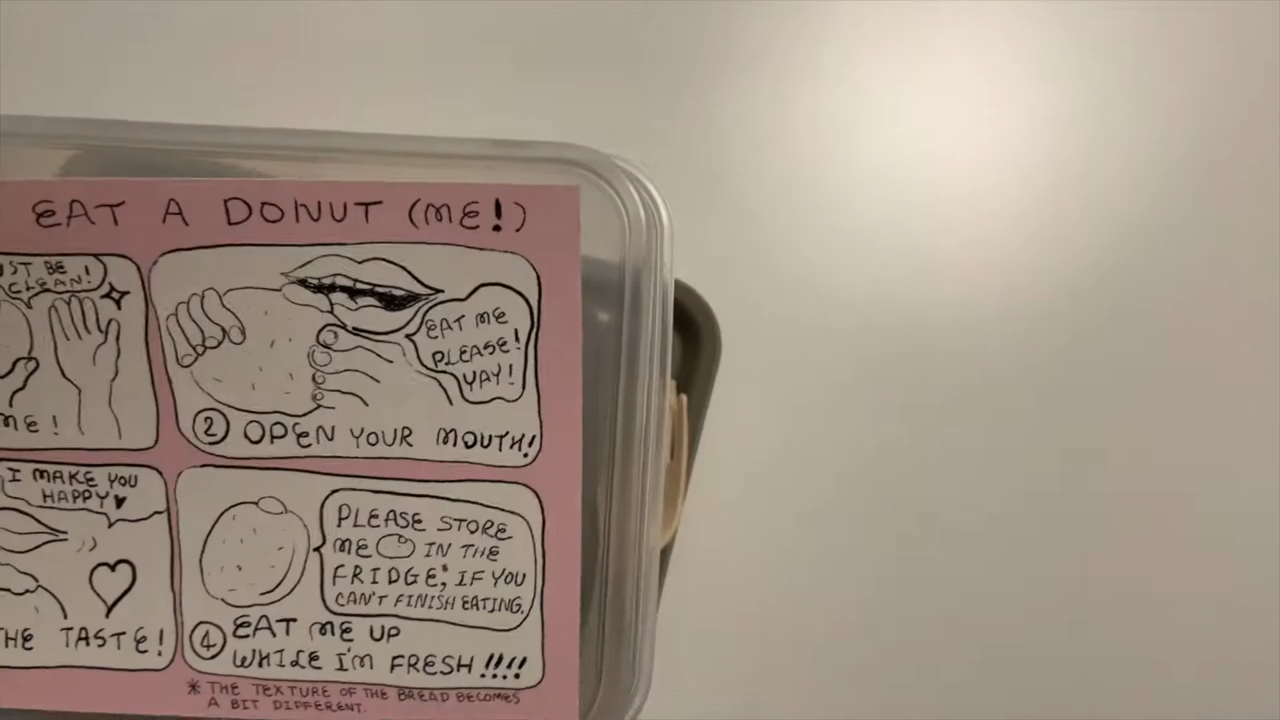 EAT A DONUT (ME!)
BE
CLEAN!
ME!
EAT ME
PLEASE!
YAY!
② OPEN YOUR MOUTH!
I MAKE YOU
HAPPY♥
THE TASTE!
PLEASE STORE
ME IN THE
FRIDGE,* IF YOU
CAN'T FINISH EATING.
④ EAT ME UP
WHILE I'M FRESH!!!!
* THE TEXTURE OF THE BREAD BECOMES
A BIT DIFFERENT.